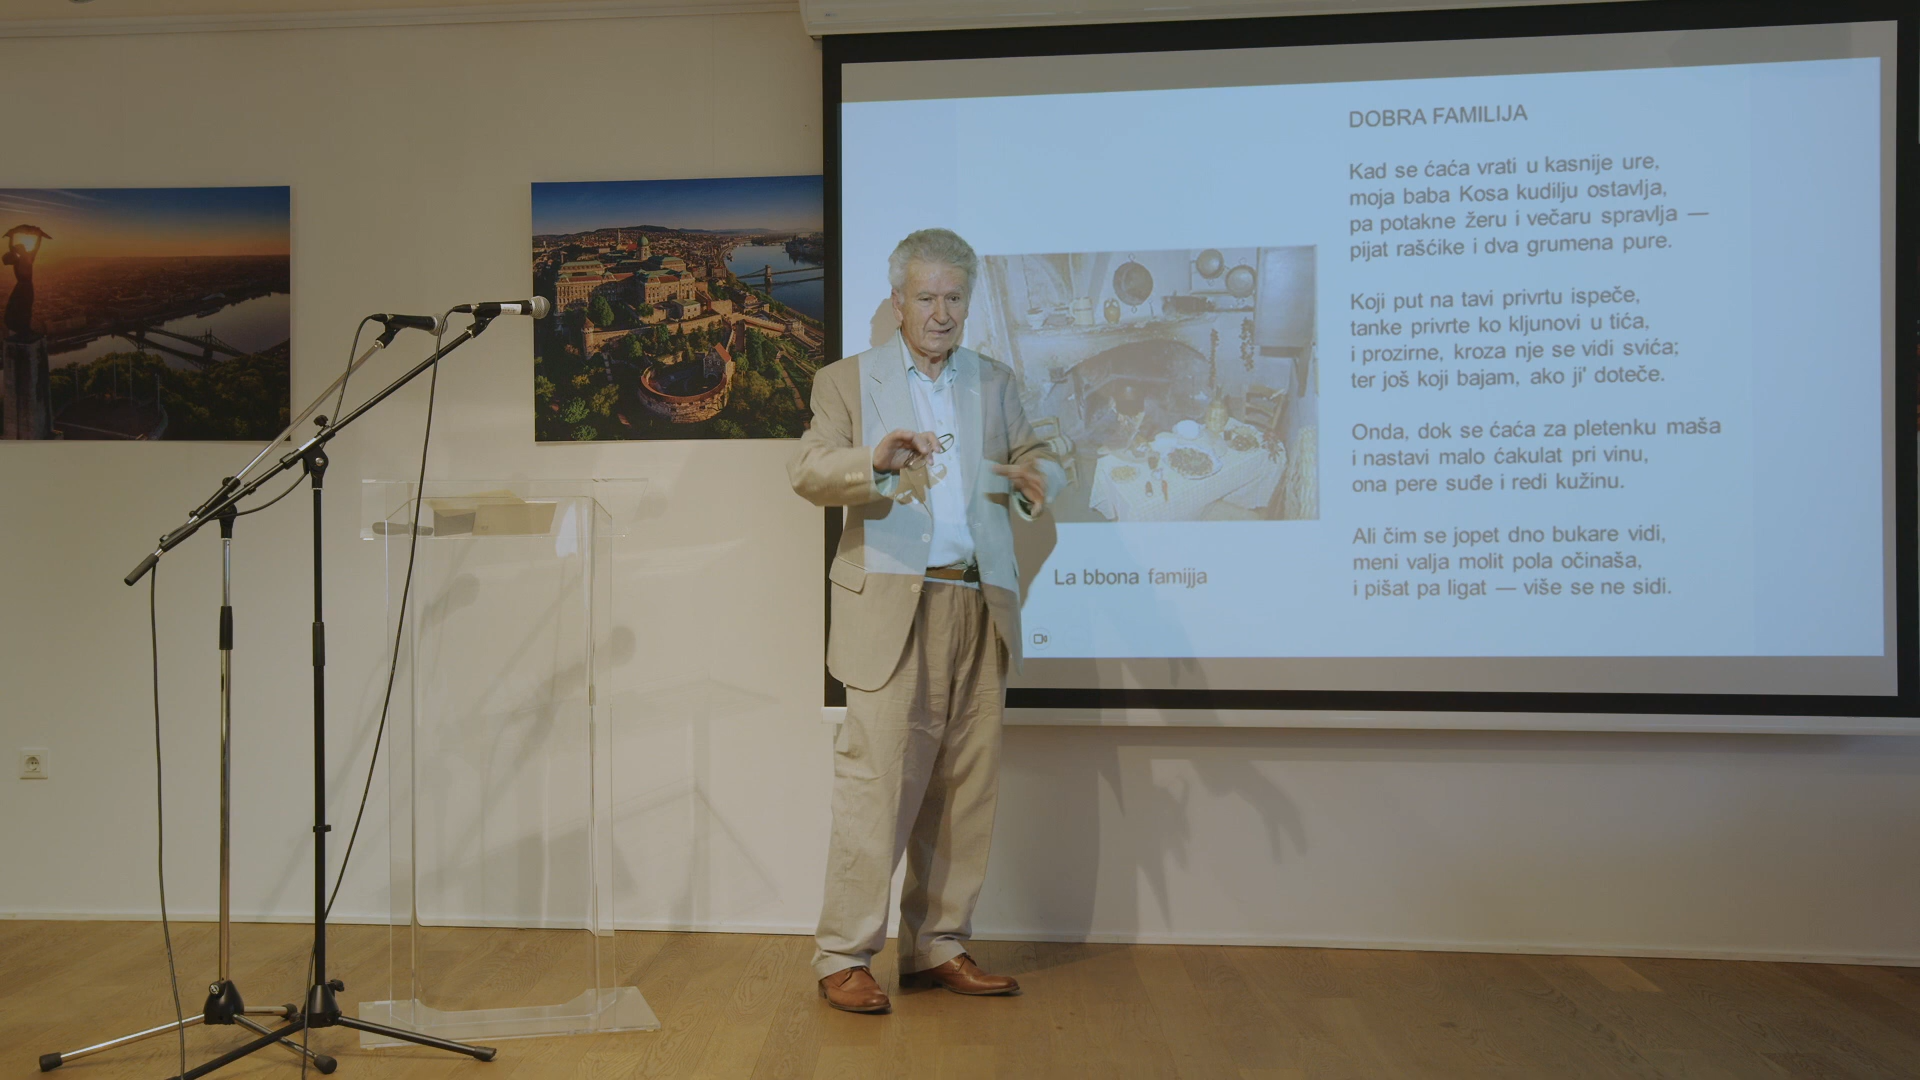 DOBRA FAMILIJA
Kad se ćaća vrati u kasnije ure,
moja baba Kosa kudilju ostavlja,
pa potakne žeru i večaru spravlja —
pijat rašćike i dva grumena pure.
Koji put na tavi privrtu ispeče,
tanke privrte ko kljunovi u tića,
i prozirne, kroza nje se vidi svića;
ter još koji bajam, ako ji' doteče.
Onda, dok se ćaća za pletenku maša
i nastavi malo ćakulat pri vinu,
ona pere suđe i redi kužinu.
Ali čim se jopet dno bukare vidi,
meni valja molit pola očinaša,
i pišat pa ligat — više se ne sidi.
La bbona famijja